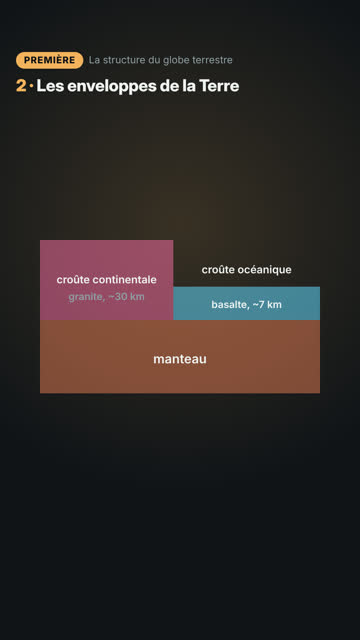 PREMIÈRE La structure du globe terrestre
2 · Les enveloppes de la Terre
croûte continentale
granite, ~30 km
croûte océanique
basalte, ~7 km
manteau